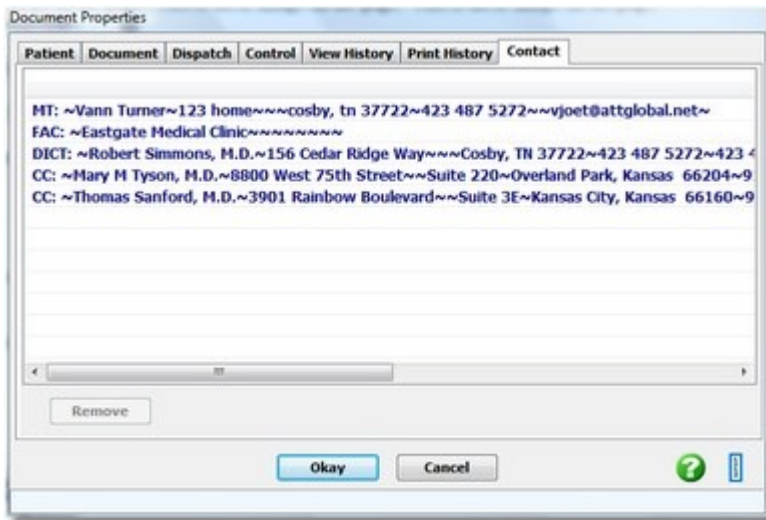 Document Properties
Patient Document Dispatch Control View History Print History Contact
MT: ~Vann Turner~123 home~~~cosby, tn 37722~423 487 5272~~vjoet@attglobal.net~
FAC: ~Eastgate Medical Clinic~~~~~~~~
DICT: ~Robert Simmons, M.D.~156 Cedar Ridge Way~~~Cosby, TN 37722~423 487 5272~423 4
CC: ~Mary M Tyson, M.D.~8800 West 75th Street~~Suite 220~Overland Park, Kansas 66204~9
CC: ~Thomas Sanford, M.D.~3901 Rainbow Boulevard~~Suite 3E~Kansas City, Kansas 66160~9
Remove
Okay Cancel ?